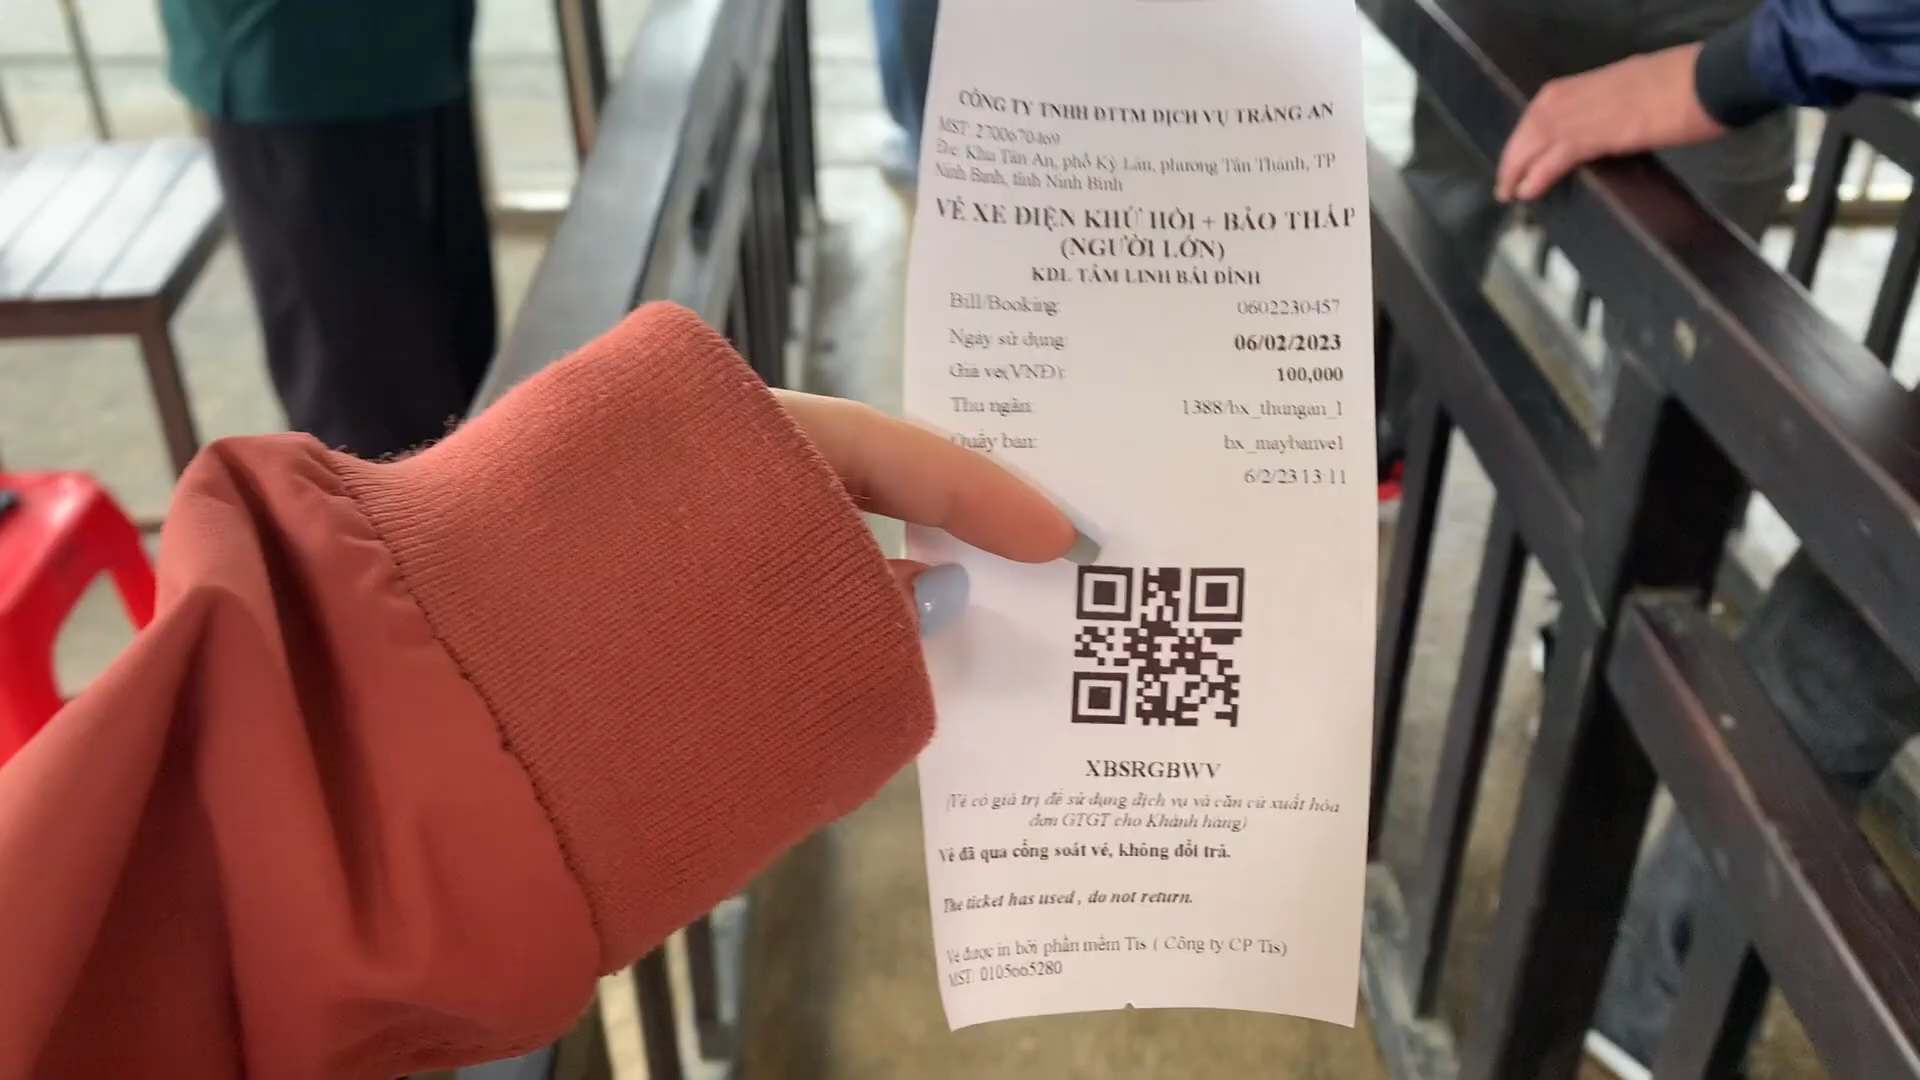 CÔNG TY TNHH ĐTTM DỊCH VỤ TRÀNG AN
MST: 2700670469
Đ/c: Khu Tân An, phố Kỳ Lân, phường Tân Thành, TP
Ninh Bình, tỉnh Ninh Bình
VÉ XE ĐIỆN KHỨ HỒI + BẢO THÁP
(NGƯỜI LỚN)
KDL TÂM LINH BÁI ĐÍNH
Bill/Booking: 0602230457
Ngày sử dụng: 06/02/2023
Giá vé(VNĐ): 100,000
Thu ngân: 1388/bx_thungan_1
Quầy bán: bx_maybanve1
6/2/23 13:11
XBSRGBWV
(Vé có giá trị để sử dụng dịch vụ và căn cứ xuất hóa
đơn GTGT cho Khách hàng)
Vé đã qua cổng soát vé, không đổi trả.
The ticket has used , do not return.
Vé được in bởi phần mềm Tis ( Công ty CP Tis)
MST: 0105665280